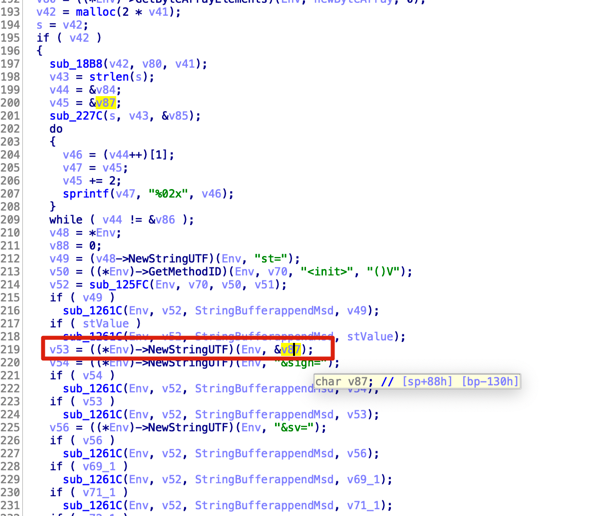 192 v80 = ((*Env)->GetByteArrayElements)(Env, newByteArray, 0);
193 v42 = malloc(2 * v41);
194 s = v42;
195 if ( v42 )
196 {
197 sub_18B8(v42, v80, v41);
198 v43 = strlen(s);
199 v44 = &v84;
200 v45 = &v87;
201 sub_227C(s, v43, &v85);
202 do
203 {
204 v46 = (v44++)[1];
205 v47 = v45;
206 v45 += 2;
207 sprintf(v47, "%02x", v46);
208 }
209 while ( v44 != &v86 );
210 v48 = *Env;
211 v88 = 0;
212 v49 = (v48->NewStringUTF)(Env, "st=");
213 v50 = ((*Env)->GetMethodID)(Env, v70, "<init>", "()V");
214 v52 = sub_125FC(Env, v70, v50, v51);
215 if ( v49 )
216 sub_1261C(Env, v52, StringBufferappendMsd, v49);
217 if ( stValue )
218 sub_1261C(Env, v52, StringBufferappendMsd, stValue);
219 v53 = ((*Env)->NewStringUTF)(Env, &v87);
220 v54 = ((*Env)->NewStringUTF)(Env, "&sign=");
221 if ( v54 )
char v87; // [sp+88h] [bp-130h]
222 sub_1261C(Env, v52, StringBufferappendMsd, v54);
223 if ( v53 )
224 sub_1261C(Env, v52, StringBufferappendMsd, v53);
225 v56 = ((*Env)->NewStringUTF)(Env, "&sv=");
226 if ( v56 )
227 sub_1261C(Env, v52, StringBufferappendMsd, v56);
228 if ( v69_1 )
229 sub_1261C(Env, v52, StringBufferappendMsd, v69_1);
230 if ( v71_1 )
231 sub_1261C(Env, v52, StringBufferappendMsd, v71_1);